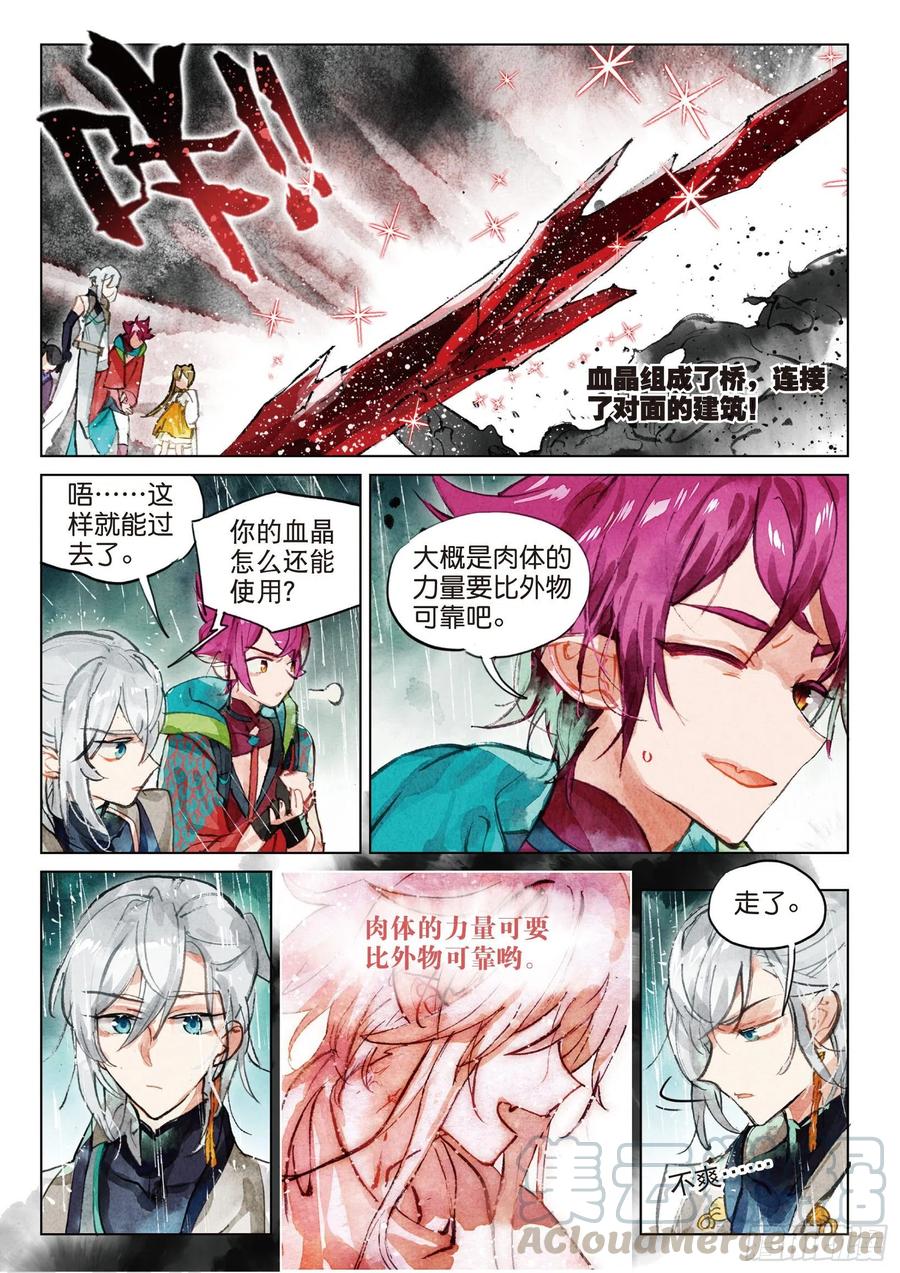 咔!!
血晶组成了桥，连接
了对面的建筑!
唔……这
样就能过
去了。
你的血晶
怎么还能
使用?
大概是肉体的
力量要比外物
可靠吧。
肉体的力量可要
比外物可靠哟。
走了。
不爽……
ACloudMerge.com